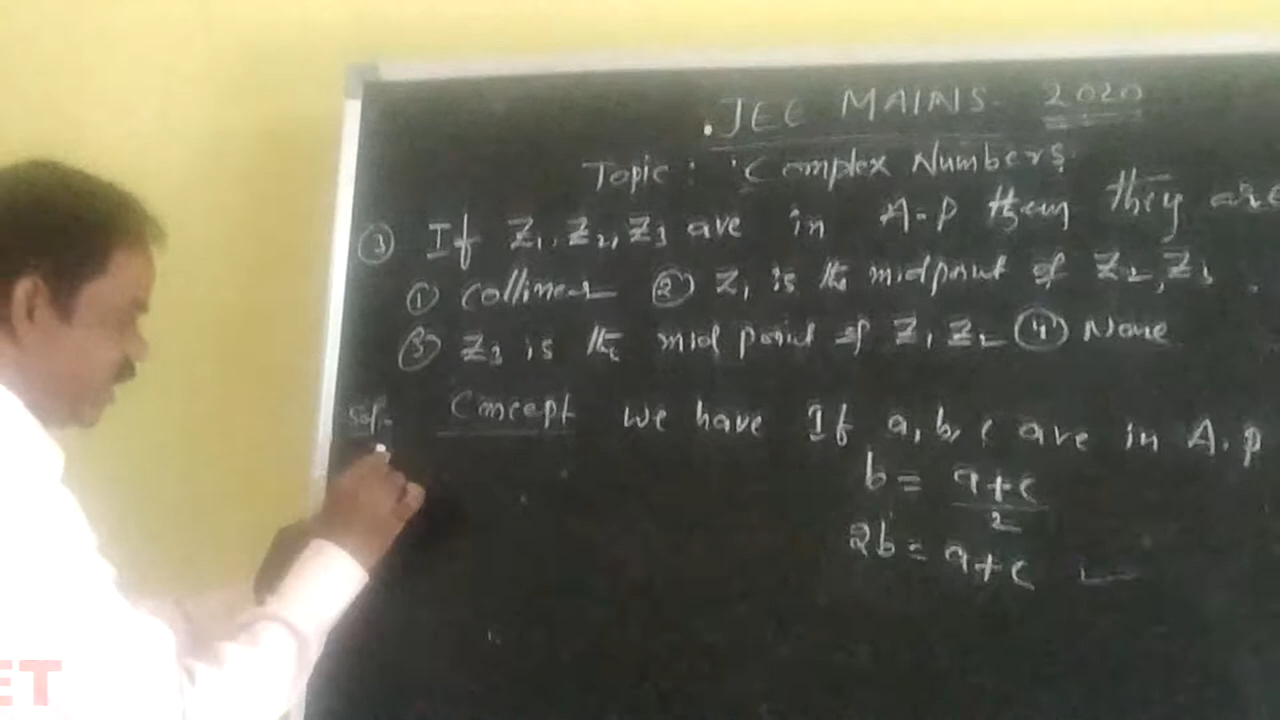 JEE MAINS 2020
Topic: Complex Numbers
③ If Z₁, Z₂, Z₃ are in A.P they are
① collinear ② Z₁ is the midpoint of Z₂, Z₃
③ Z₃ is the mid point of Z₁ Z₂ ④ None
Sol- Concept we have If a, b, c are in A.p
b = a+c/2
2b = a+c
ET